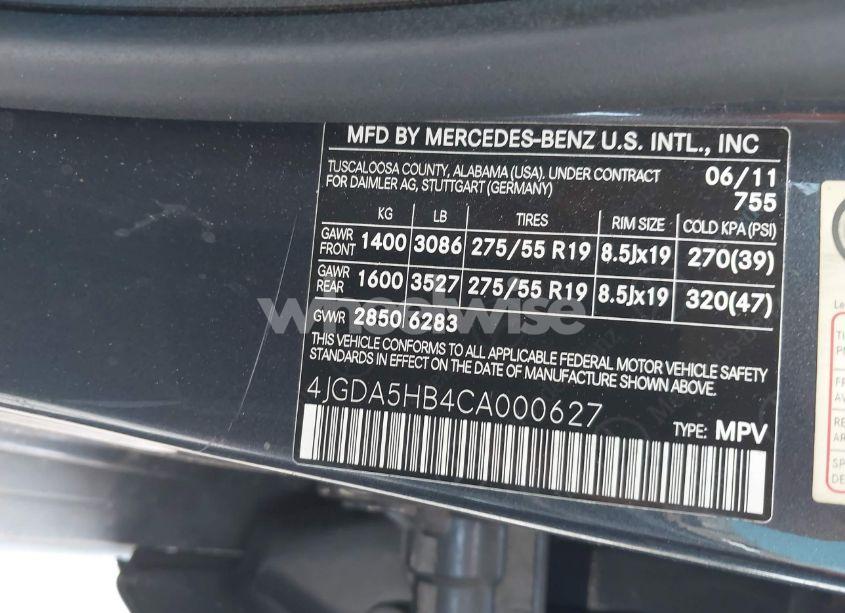 MFD BY MERCEDES-BENZ U.S. INTL., INC
TUSCALOOSA COUNTY, ALABAMA (USA). UNDER CONTRACT
FOR DAIMLER AG, STUTTGART (GERMANY)
06/11
755
KG LB TIRES RIM SIZE COLD KPA (PSI)
GAWR FRONT 1400 3086 275/55 R19 8.5Jx19 270(39)
GAWR REAR 1600 3527 275/55 R19 8.5Jx19 320(47)
GVWR 2850 6283
wheelwise
THIS VEHICLE CONFORMS TO ALL APPLICABLE FEDERAL MOTOR VEHICLE SAFETY
STANDARDS IN EFFECT ON THE DATE OF MANUFACTURE SHOWN ABOVE.
4JGDA5HB4CA000627
TYPE: MPV